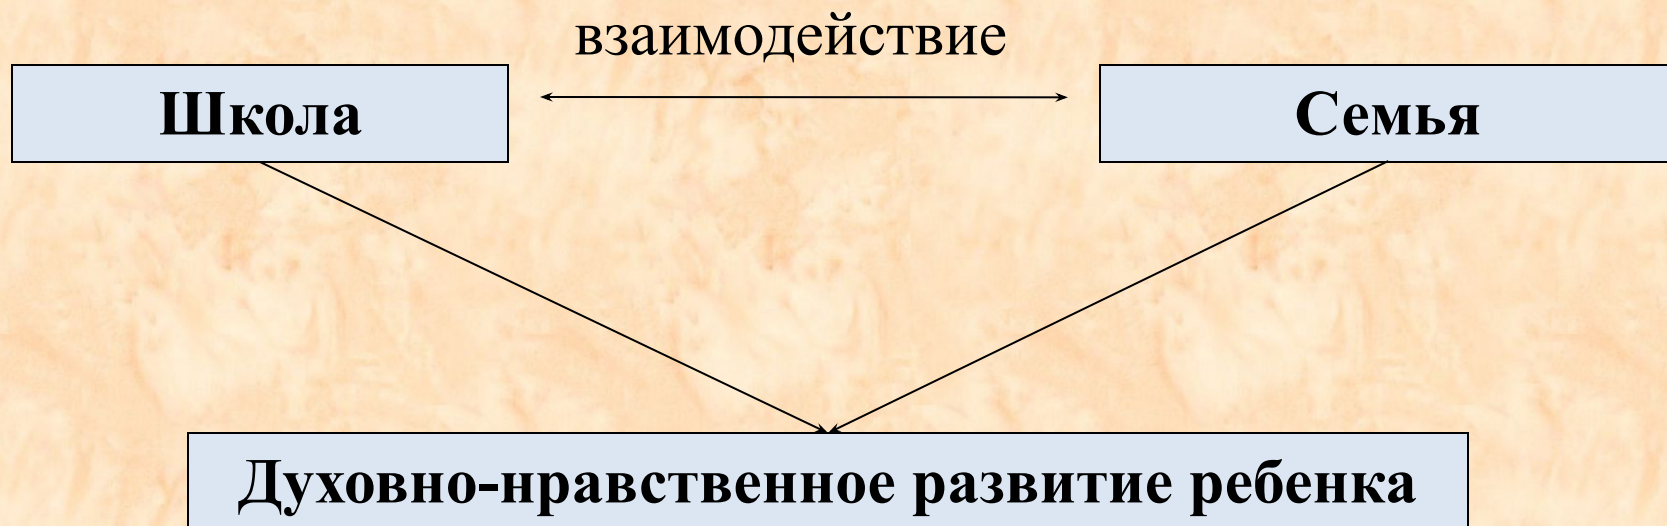 взаимодействие
Школа
Семья
Духовно-нравственное развитие ребенка